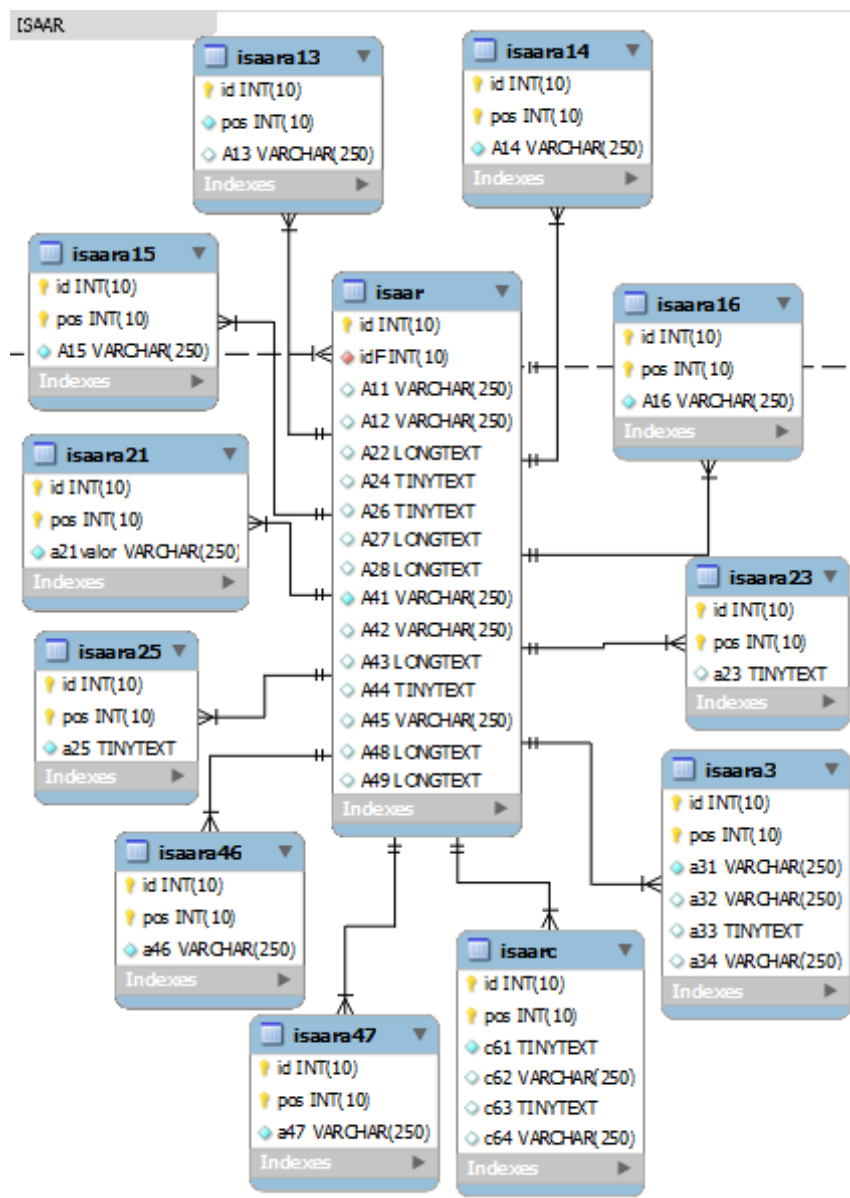 ISAAR
isaara13
id INT(10)
pos INT(10)
A13 VARCHAR(250)
Indexes
isaara14
id INT(10)
pos INT(10)
A14 VARCHAR(250)
Indexes
isaara15
id INT(10)
pos INT(10)
A15 VARCHAR(250)
Indexes
isaar
id INT(10)
idF INT(10)
A11 VARCHAR(250)
A12 VARCHAR(250)
A22 LONGTEXT
A24 TINYTEXT
A26 TINYTEXT
A27 LONGTEXT
A28 LONGTEXT
A41 VARCHAR(250)
A42 VARCHAR(250)
A43 LONGTEXT
A44 TINYTEXT
A45 VARCHAR(250)
A48 LONGTEXT
A49 LONGTEXT
Indexes
isaara16
id INT(10)
pos INT(10)
A16 VARCHAR(250)
Indexes
isaara21
id INT(10)
pos INT(10)
a21valor VARCHAR(250)
Indexes
isaara23
id INT(10)
pos INT(10)
a23 TINYTEXT
Indexes
isaara25
id INT(10)
pos INT(10)
a25 TINYTEXT
Indexes
isaara3
id INT(10)
pos INT(10)
a31 VARCHAR(250)
a32 VARCHAR(250)
a33 TINYTEXT
a34 VARCHAR(250)
Indexes
isaara46
id INT(10)
pos INT(10)
a46 VARCHAR(250)
Indexes
isaarc
id INT(10)
pos INT(10)
c61 TINYTEXT
c62 VARCHAR(250)
c63 TINYTEXT
c64 VARCHAR(250)
Indexes
isaara47
id INT(10)
pos INT(10)
a47 VARCHAR(250)
Indexes